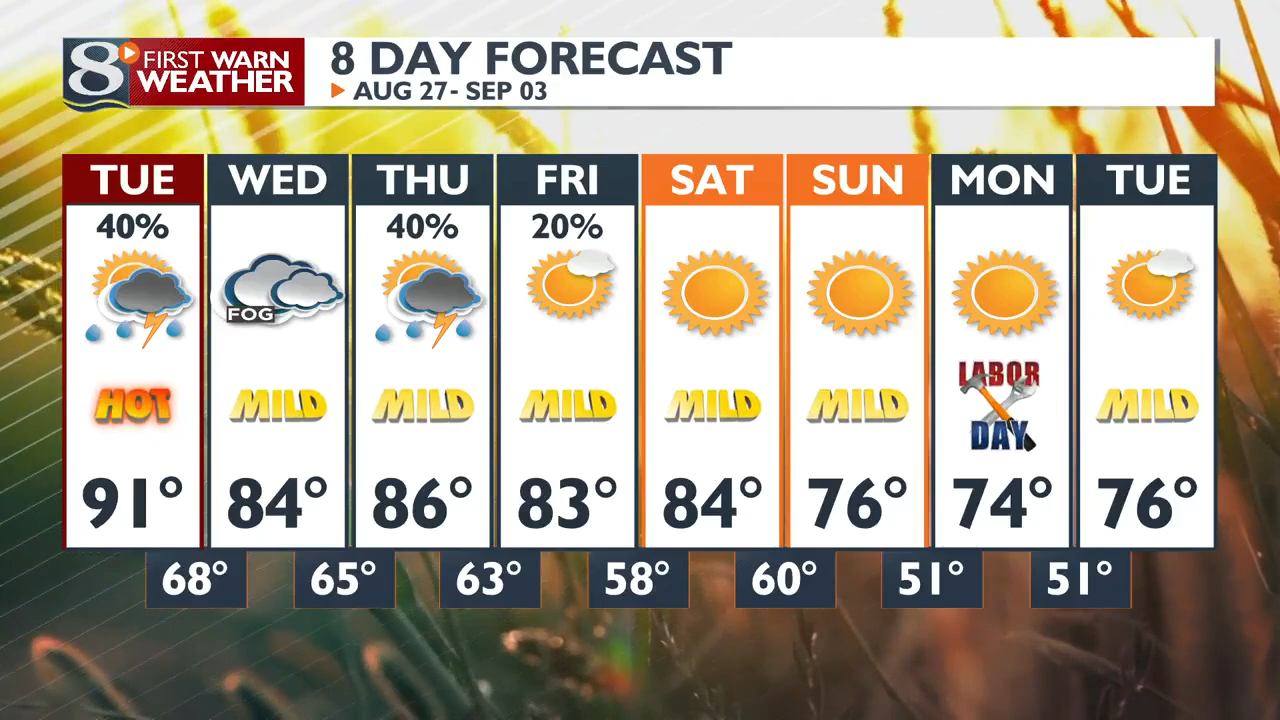 8 FIRST WARN
WEATHER
8 DAY FORECAST
AUG 27- SEP 03
TUE WED THU FRI SAT SUN MON TUE
40% 40% 20%
FOG
LABOR
HOT MILD MILD MILD MILD MILD MILD
DAY
91° 84° 86° 83° 84° 76° 74° 76°
68° 65° 63° 58° 60° 51° 51°